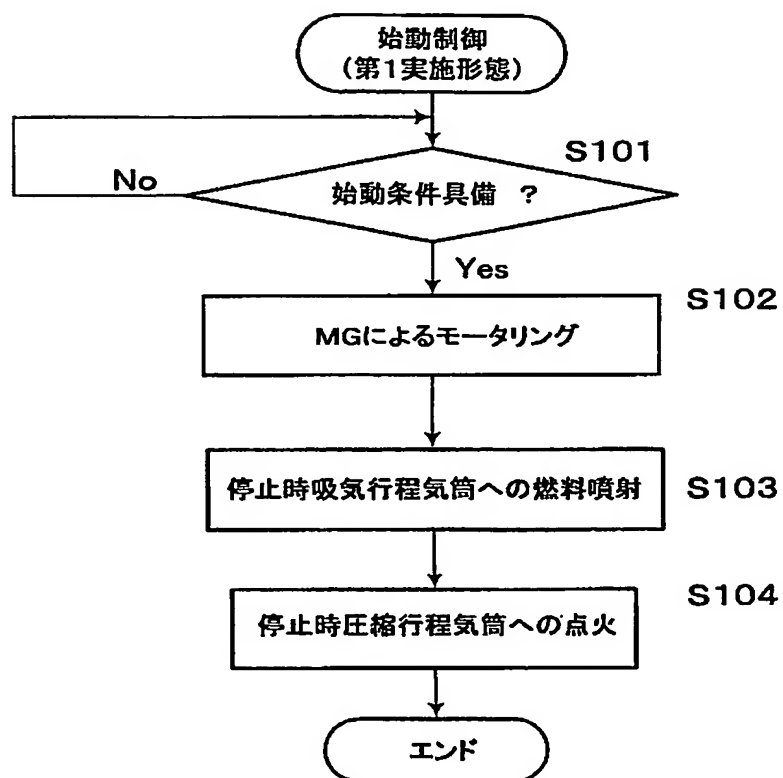 始動制御
(第1実施形態)
S101
No
始動条件具備 ?
Yes
S102
MGによるモータリング
停止時吸気行程気筒への燃料噴射
S103
S104
停止時圧縮行程気筒への点火
エンド